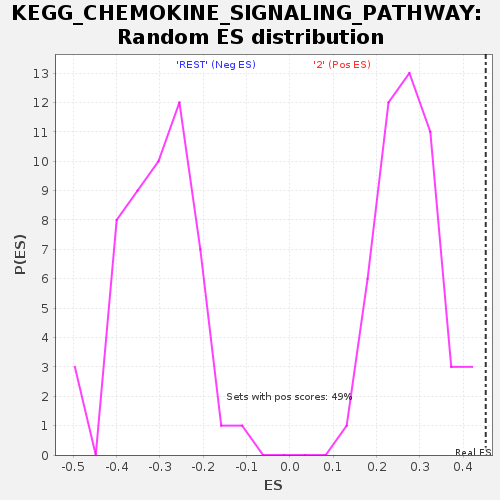 KEGG_CHEMOKINE_SIGNALING_PATHWAY:
Random ES distribution
'REST' (Neg ES)
'2' (Pos ES)
P(ES)
13
12
11
10
9
8
7
6
5
4
3
2
1
0
Sets with pos scores: 49%
Real ES
-0.5 -0.4 -0.3 -0.2 -0.1 0.0 0.1 0.2 0.3 0.4
ES